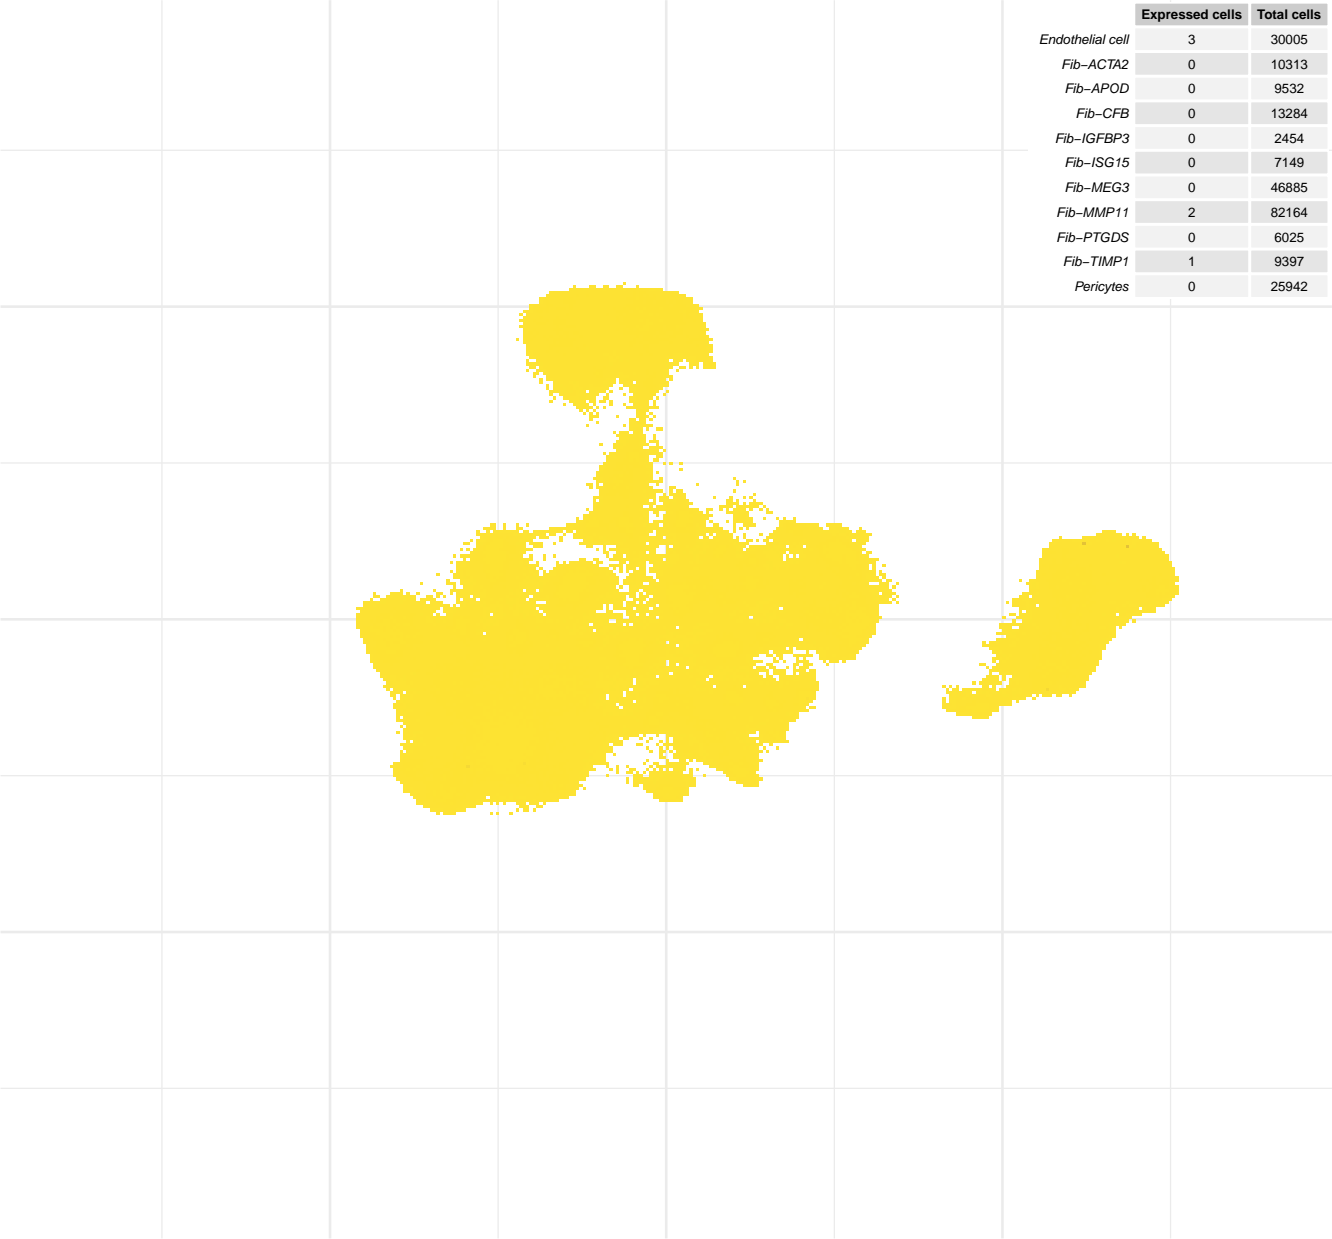 Expressed cells Total cells
Endothelial cell 3 30005
Fib−ACTA2 0 10313
Fib−APOD 0 9532
Fib−CFB 0 13284
Fib−IGFBP3 0 2454
Fib−ISG15 0 7149
Fib−MEG3 0 46885
Fib−MMP11 2 82164
Fib−PTGDS 0 6025
Fib−TIMP1 1 9397
Pericytes 0 25942